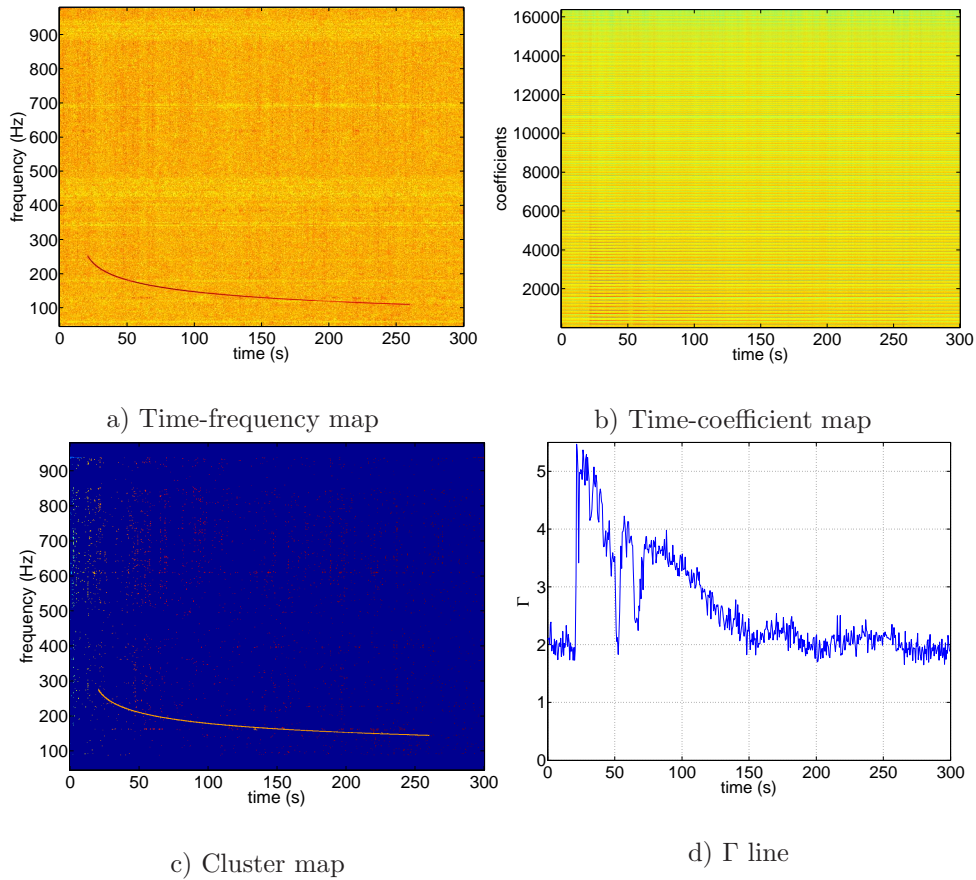 900
800
700
600
500
400
300
200
100
frequency (Hz)
0 50 100 150 200 250 300
time (s)
a) Time-frequency map
16000
14000
12000
10000
8000
6000
4000
2000
coefficients
0 50 100 150 200 250 300
time (s)
b) Time-coefficient map
900
800
700
600
500
400
300
200
100
frequency (Hz)
0 50 100 150 200 250 300
time (s)
c) Cluster map
5
4
3
2
1
0
Γ
0 50 100 150 200 250 300
time (s)
d) Γ line